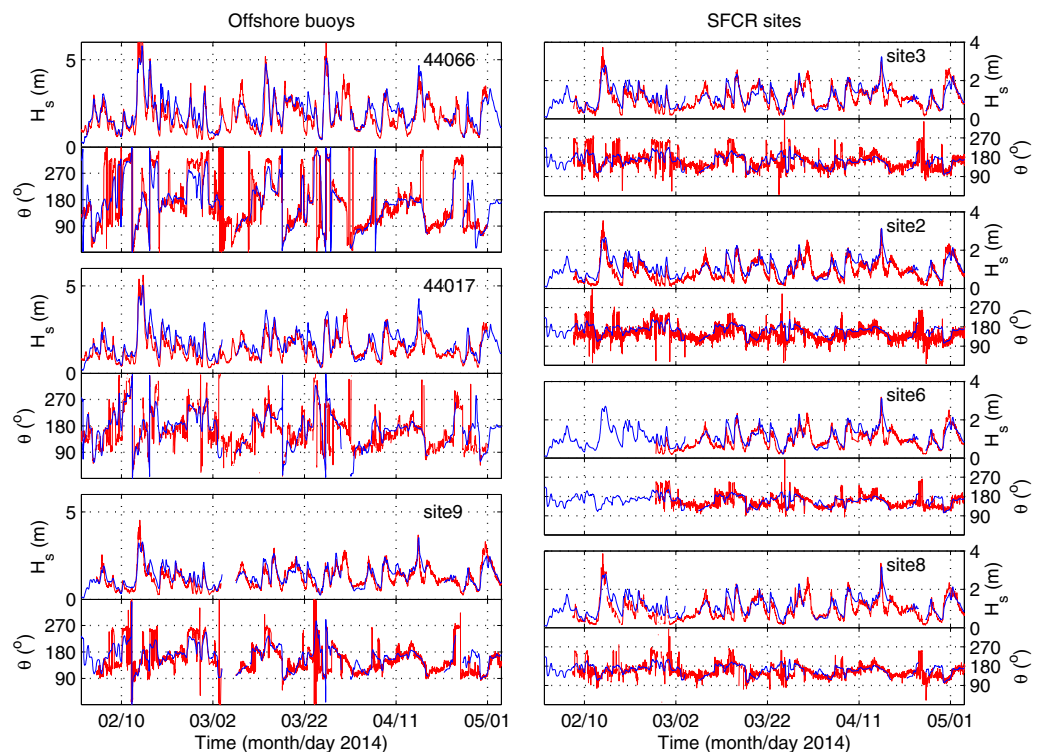 Offshore buoys
5
H_s (m)
0
44066
270
180
90
θ (°)
5
H_s (m)
0
44017
270
180
90
θ (°)
5
H_s (m)
0
site9
270
180
90
θ (°)
02/10 03/02 03/22 04/11 05/01
Time (month/day 2014)
SFCR sites
site3
4
2
0
H_s (m)
270
180
90
θ (°)
site2
4
2
0
H_s (m)
270
180
90
θ (°)
site6
4
2
0
H_s (m)
270
180
90
θ (°)
site8
4
2
0
H_s (m)
270
180
90
θ (°)
02/10 03/02 03/22 04/11 05/01
Time (month/day 2014)